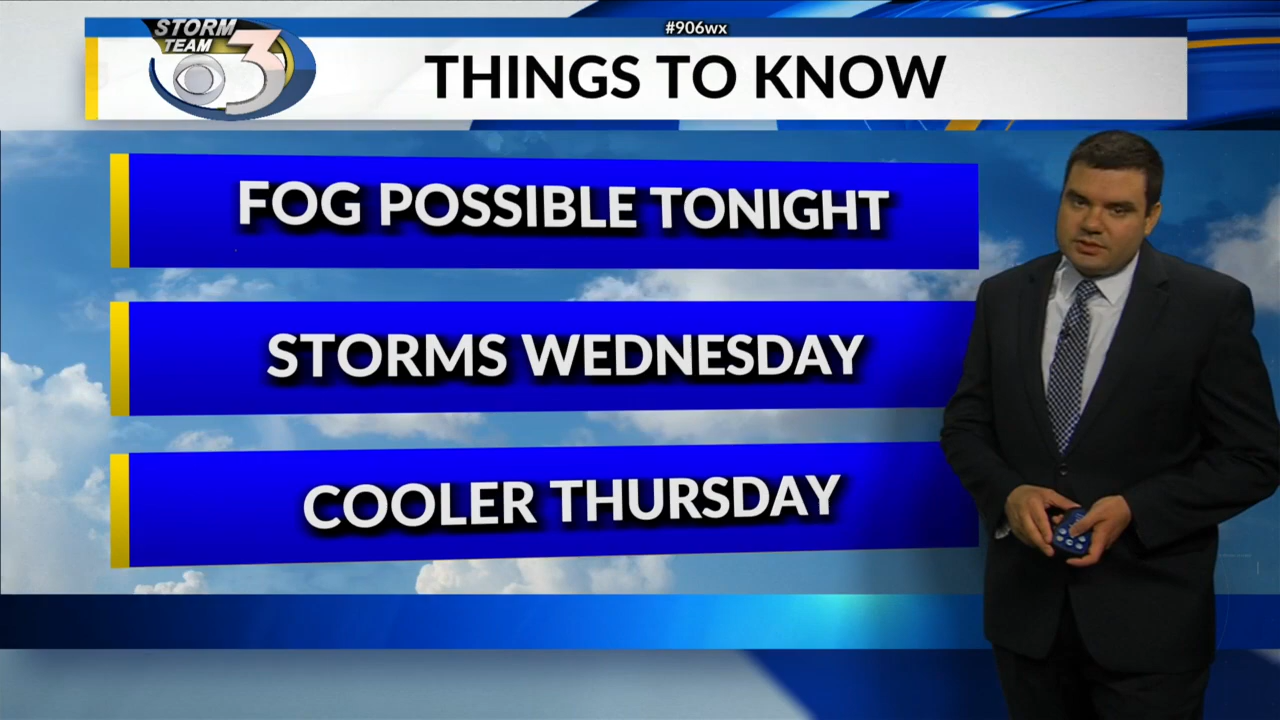 #906wx
STORM
TEAM
3
THINGS TO KNOW
FOG POSSIBLE TONIGHT
STORMS WEDNESDAY
COOLER THURSDAY